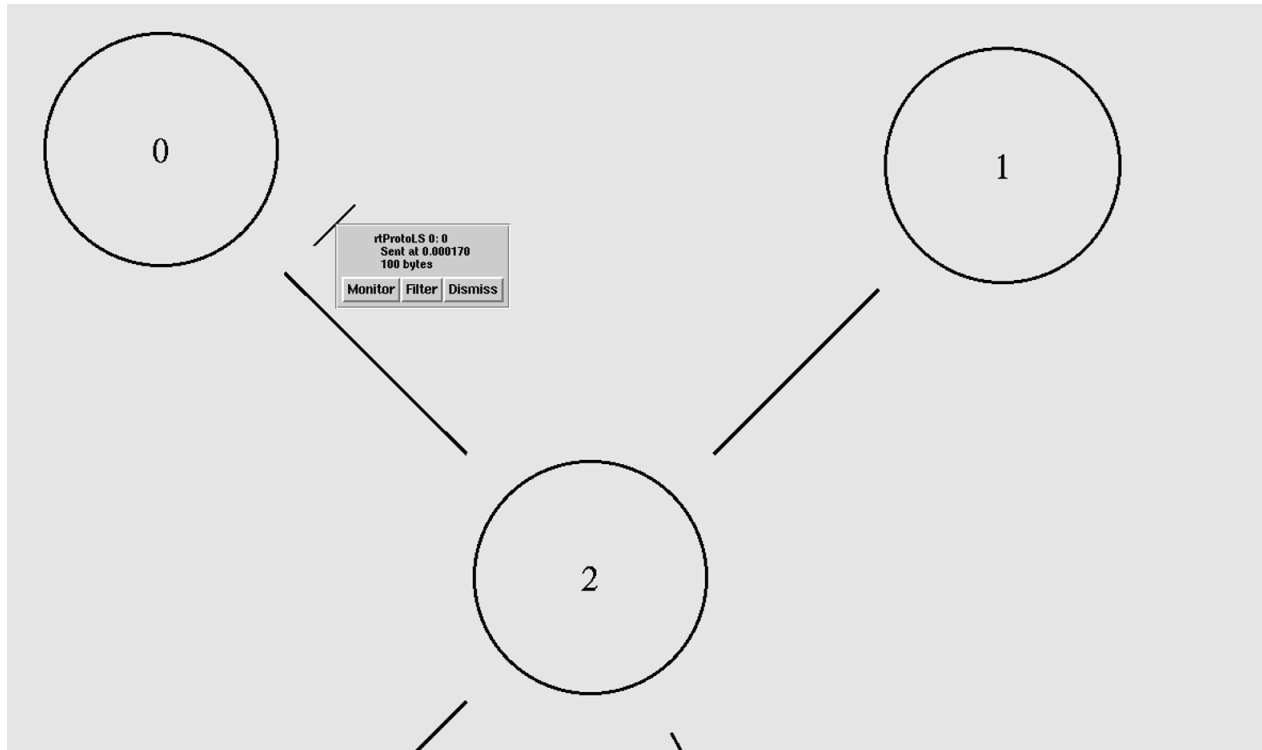 0
1
rtProtoLS 0: 0
Sent at 0.000170
100 bytes
Monitor Filter Dismiss
2